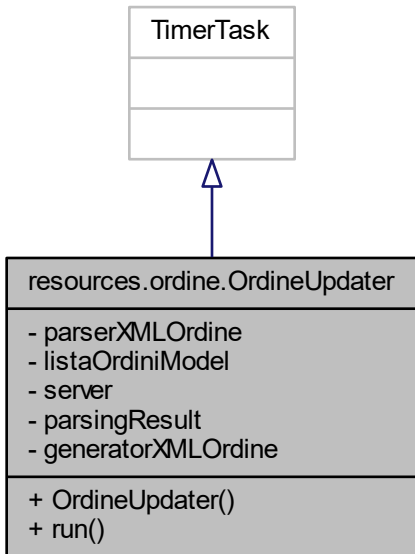 TimerTask
resources.ordine.OrdineUpdater
- parserXMLOrdine
- listaOrdiniModel
- server
- parsingResult
- generatorXMLOrdine
+ OrdineUpdater()
+ run()